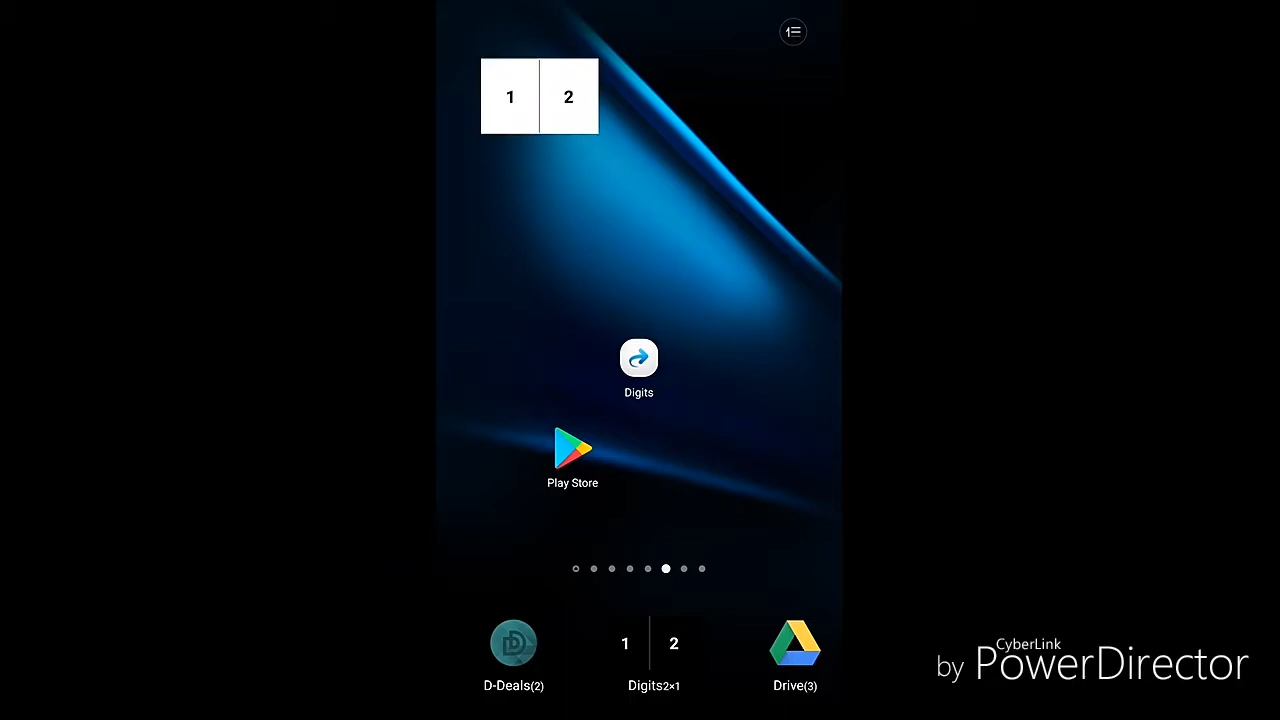 1 2
Digits
Play Store
1 2
D-Deals(2) Digits2×1 Drive(3)
CyberLink
by PowerDirector